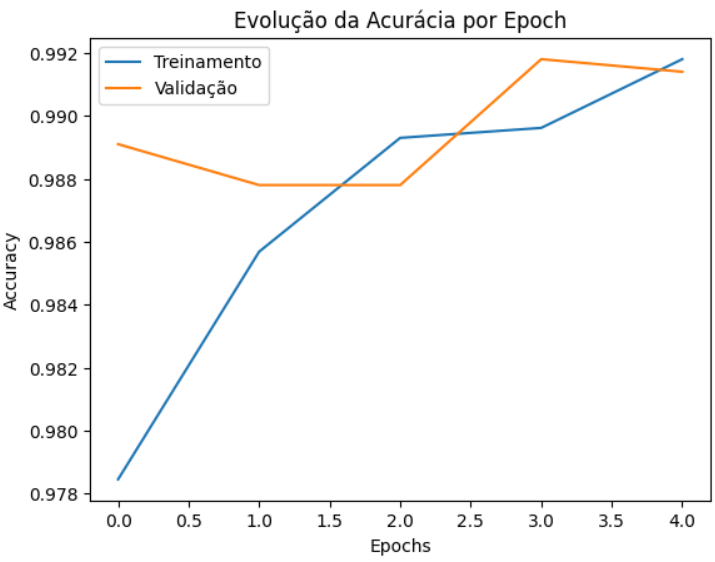 Evolução da Acurácia por Epoch
Treinamento
Validação
0.992
0.990
0.988
0.986
0.984
0.982
0.980
0.978
Accuracy
0.0 0.5 1.0 1.5 2.0 2.5 3.0 3.5 4.0
Epochs